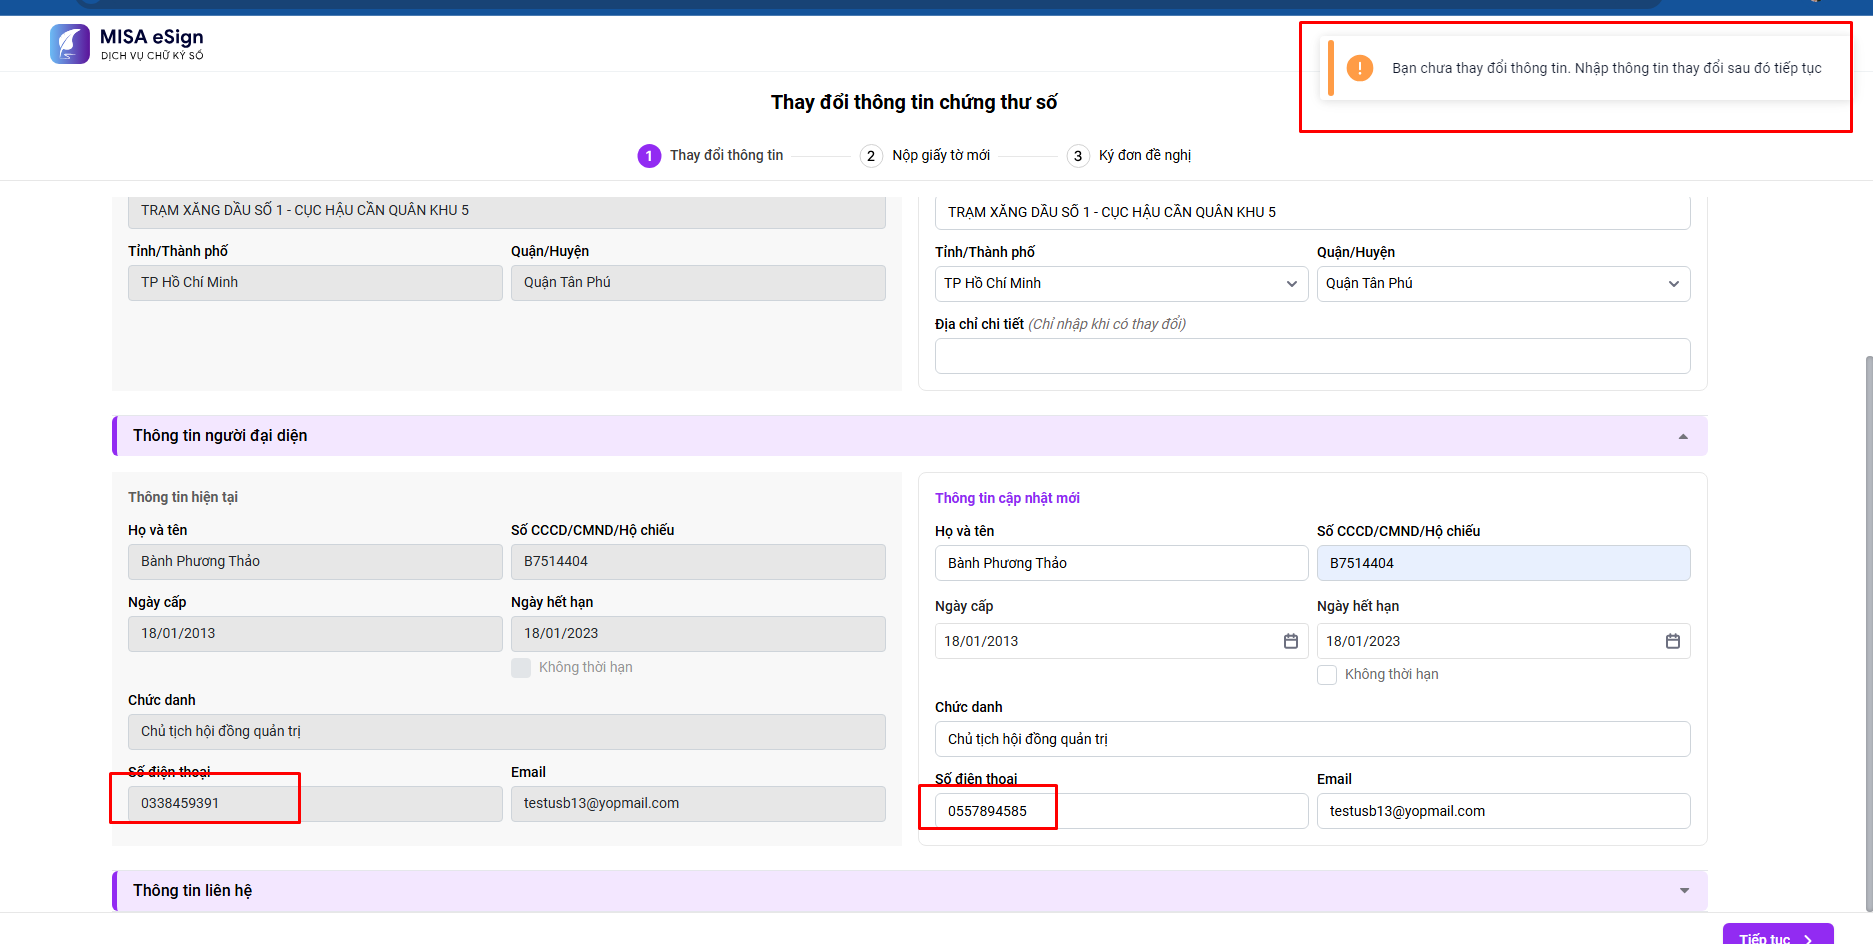 MISA eSign
DỊCH VỤ CHỮ KÝ SỐ
Bạn chưa thay đổi thông tin. Nhập thông tin thay đổi sau đó tiếp tục
Thay đổi thông tin chứng thư số
1 Thay đổi thông tin 2 Nộp giấy tờ mới 3 Ký đơn đề nghị
TRẠM XĂNG DẦU SỐ 1 - CỤC HẬU CẦN QUÂN KHU 5
Tỉnh/Thành phố Quận/Huyện
TP Hồ Chí Minh Quận Tân Phú
TRẠM XĂNG DẦU SỐ 1 - CỤC HẬU CẦN QUÂN KHU 5
Tỉnh/Thành phố Quận/Huyện
TP Hồ Chí Minh Quận Tân Phú
Địa chỉ chi tiết (Chỉ nhập khi có thay đổi)
Thông tin người đại diện
Thông tin hiện tại
Họ và tên Số CCCD/CMND/Hộ chiếu
Bành Phương Thảo B7514404
Ngày cấp Ngày hết hạn
18/01/2013 18/01/2023
Không thời hạn
Chức danh
Chủ tịch hội đồng quản trị
Số điện thoại Email
0338459391 testusb13@yopmail.com
Thông tin cập nhật mới
Họ và tên Số CCCD/CMND/Hộ chiếu
Bành Phương Thảo B7514404
Ngày cấp Ngày hết hạn
18/01/2013 18/01/2023
Không thời hạn
Chức danh
Chủ tịch hội đồng quản trị
Số điện thoại Email
0557894585 testusb13@yopmail.com
Thông tin liên hệ
Tiếp tục